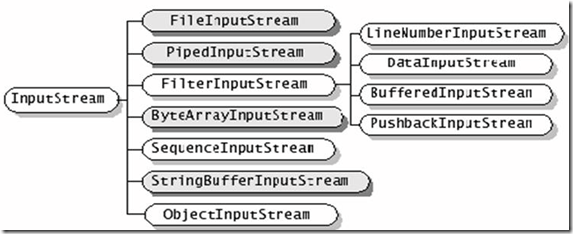 FileInputStream
PipedInputStream
FilterInputStream
LineNumberInputStream
DataInputStream
BufferedInputStream
PushbackInputStream
InputStream
ByteArrayInputStream
SequenceInputStream
StringBufferInputStream
ObjectInputStream